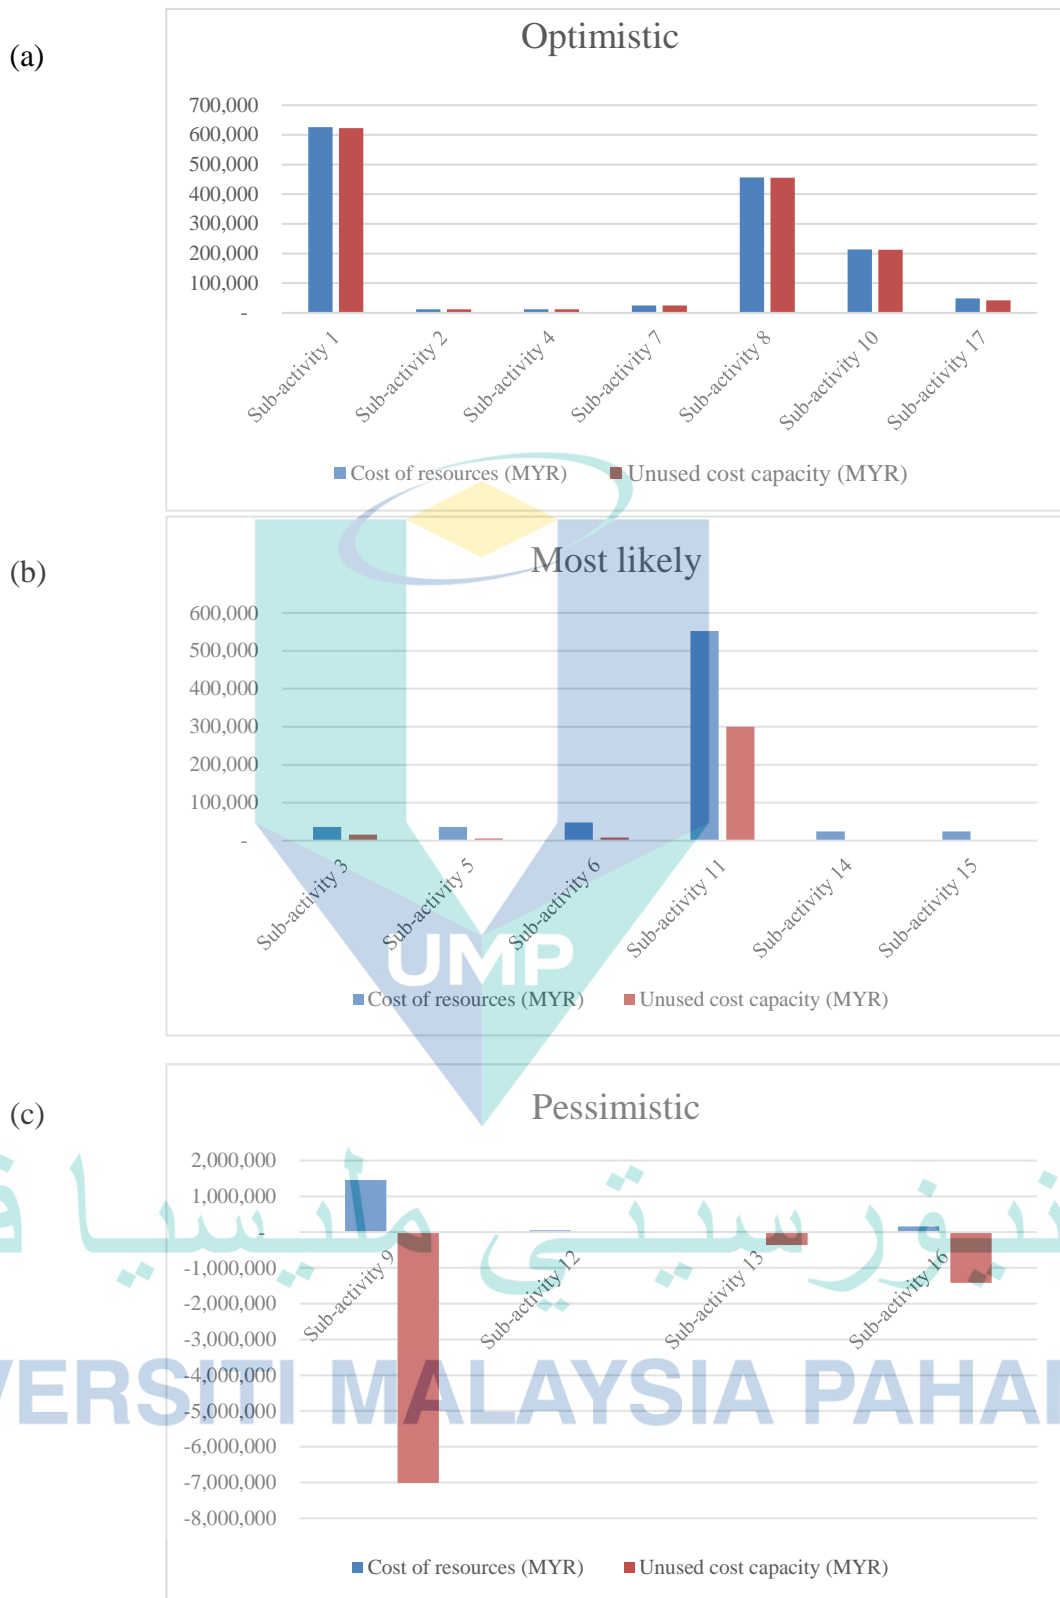 (a)
Optimistic
700,000
600,000
500,000
400,000
300,000
200,000
100,000
-
Sub-activity 1
Sub-activity 2
Sub-activity 4
Sub-activity 7
Sub-activity 8
Sub-activity 10
Sub-activity 17
Cost of resources (MYR) Unused cost capacity (MYR)
(b)
Most likely
600,000
500,000
400,000
300,000
200,000
100,000
-
Sub-activity 3
Sub-activity 5
Sub-activity 6
Sub-activity 11
Sub-activity 14
Sub-activity 15
UMP
Cost of resources (MYR) Unused cost capacity (MYR)
(c)
Pessimistic
2,000,000
1,000,000
-
-1,000,000
-2,000,000
-3,000,000
-4,000,000
-5,000,000
-6,000,000
-7,000,000
-8,000,000
Sub-activity 9
Sub-activity 12
Sub-activity 13
Sub-activity 16
مليسيا
VERSITI MALAYSIA PAHA
Cost of resources (MYR) Unused cost capacity (MYR)